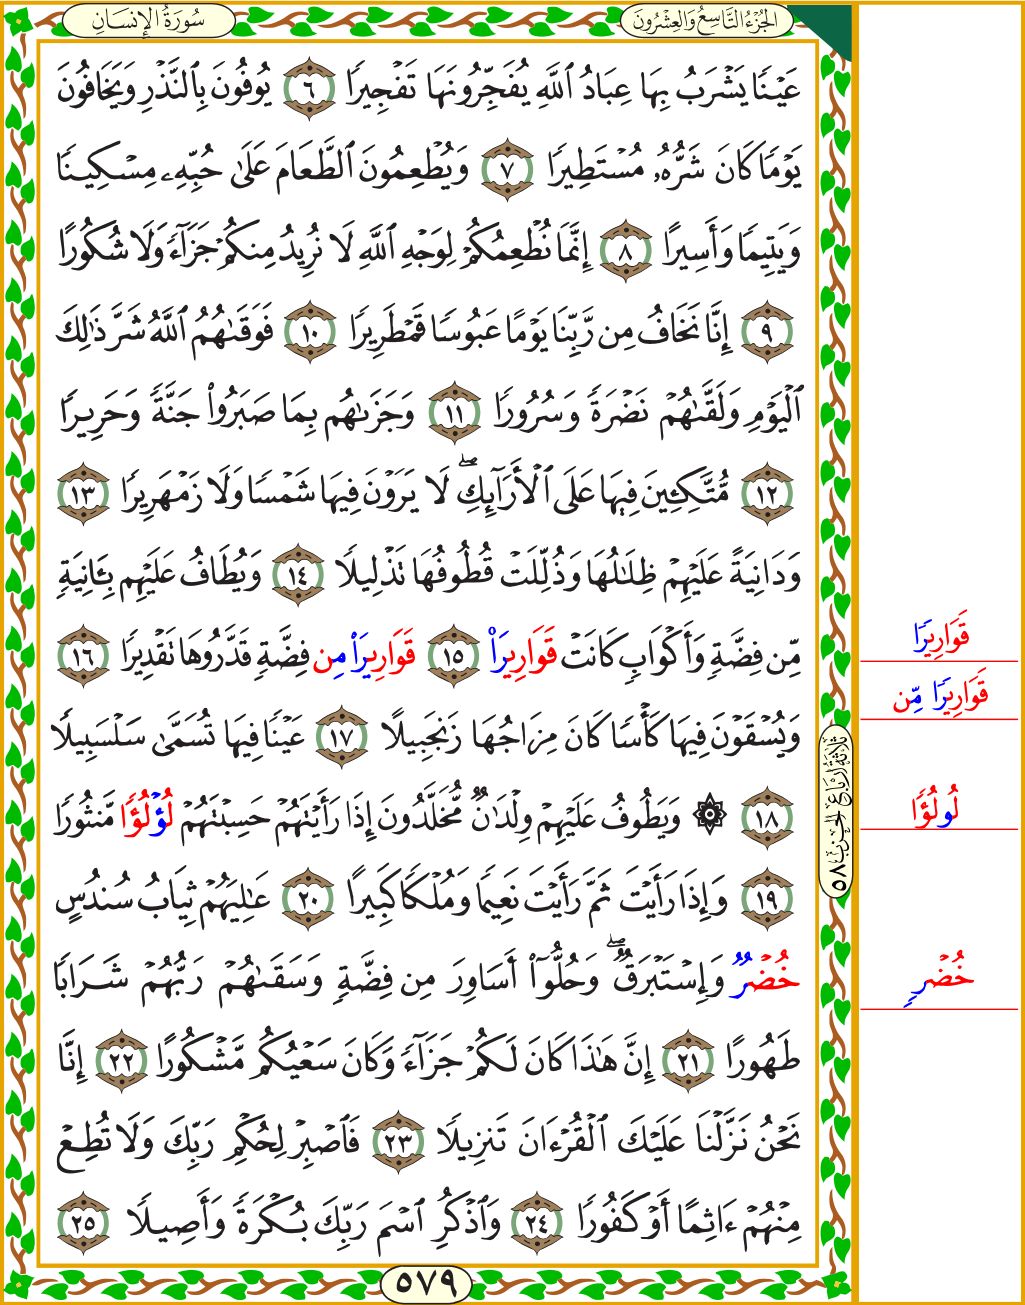 الجُزْءُ التَّاسِعُ وَالعِشْرُونَ
سُورَةُ الإِنْسَانِ
عَيْنٗا يَشْرَبُ بِهَا عِبَادُ ٱللَّهِ يُفَجِّرُونَهَا تَفْجِيرٗا ٦ يُوفُونَ بِٱلنَّذْرِ وَيَخَافُونَ
يَوْمٗا كَانَ شَرُّهُۥ مُسْتَطِيرٗا ٧ وَيُطْعِمُونَ ٱلطَّعَامَ عَلَىٰ حُبِّهِۦ مِسْكِينٗا
وَيَتِيمٗا وَأَسِيرًا ٨ إِنَّمَا نُطْعِمُكُمْ لِوَجْهِ ٱللَّهِ لَا نُرِيدُ مِنكُمْ جَزَآءٗ وَلَا شُكُورًا
٩ إِنَّا نَخَافُ مِن رَّبِّنَا يَوْمًا عَبُوسٗا قَمْطَرِيرٗا ١٠ فَوَقَىٰهُمُ ٱللَّهُ شَرَّ ذَٰلِكَ
ٱلْيَوْمِ وَلَقَّىٰهُمْ نَضْرَةٗ وَسُرُورٗا ١١ وَجَزَىٰهُم بِمَا صَبَرُوا۟ جَنَّةٗ وَحَرِيرٗا
١٢ مُّتَّكِـِٔينَ فِيهَا عَلَى ٱلْأَرَآئِكِۖ لَا يَرَوْنَ فِيهَا شَمْسٗا وَلَا زَمْهَرِيرٗا ١٣
وَدَانِيَةً عَلَيْهِمْ ظِلَٰلُهَا وَذُلِّلَتْ قُطُوفُهَا تَذْلِيلٗا ١٤ وَيُطَافُ عَلَيْهِم بِـَٔانِيَةٖ
مِّن فِضَّةٖ وَأَكْوَابٖ كَانَتْ قَوَارِيرَا۠ ١٥ قَوَارِيرَا۟ مِن فِضَّةٖ قَدَّرُوهَا تَقْدِيرٗا ١٦
وَيُسْقَوْنَ فِيهَا كَأْسٗا كَانَ مِزَاجُهَا زَنجَبِيلًا ١٧ عَيْنٗا فِيهَا تُسَمَّىٰ سَلْسَبِيلٗا
١٨ ۞ وَيَطُوفُ عَلَيْهِمْ وِلْدَٰنٞ مُّخَلَّدُونَ إِذَا رَأَيْتَهُمْ حَسِبْتَهُمْ لُؤْلُؤٗا مَّنثُورٗا
١٩ وَإِذَا رَأَيْتَ ثَمَّ رَأَيْتَ نَعِيمٗا وَمُلْكٗا كَبِيرًا ٢٠ عَٰلِيَهُمْ ثِيَابُ سُندُسٍ
خُضْرٞ وَإِسْتَبْرَقٞۖ وَحُلُّوٓا۟ أَسَاوِرَ مِن فِضَّةٖ وَسَقَىٰهُمْ رَبُّهُمْ شَرَابٗا
طَهُورًا ٢١ إِنَّ هَٰذَا كَانَ لَكُمْ جَزَآءٗ وَكَانَ سَعْيُكُم مَّشْكُورًا ٢٢ إِنَّا
نَحْنُ نَزَّلْنَا عَلَيْكَ ٱلْقُرْءَانَ تَنزِيلٗا ٢٣ فَٱصْبِرْ لِحُكْمِ رَبِّكَ وَلَا تُطِعْ
مِنْهُمْ ءَاثِمًا أَوْ كَفُورٗا ٢٤ وَٱذْكُرِ ٱسْمَ رَبِّكَ بُكْرَةٗ وَأَصِيلٗا ٢٥
٥٧٩
قَوَارِيرٗا
قَوَارِيرٗا مِّن
لُولُؤٗا
خُضْرٖ
ثَلَاثَةُ أَرْبَاعِ الحِزْبِ ٥٨